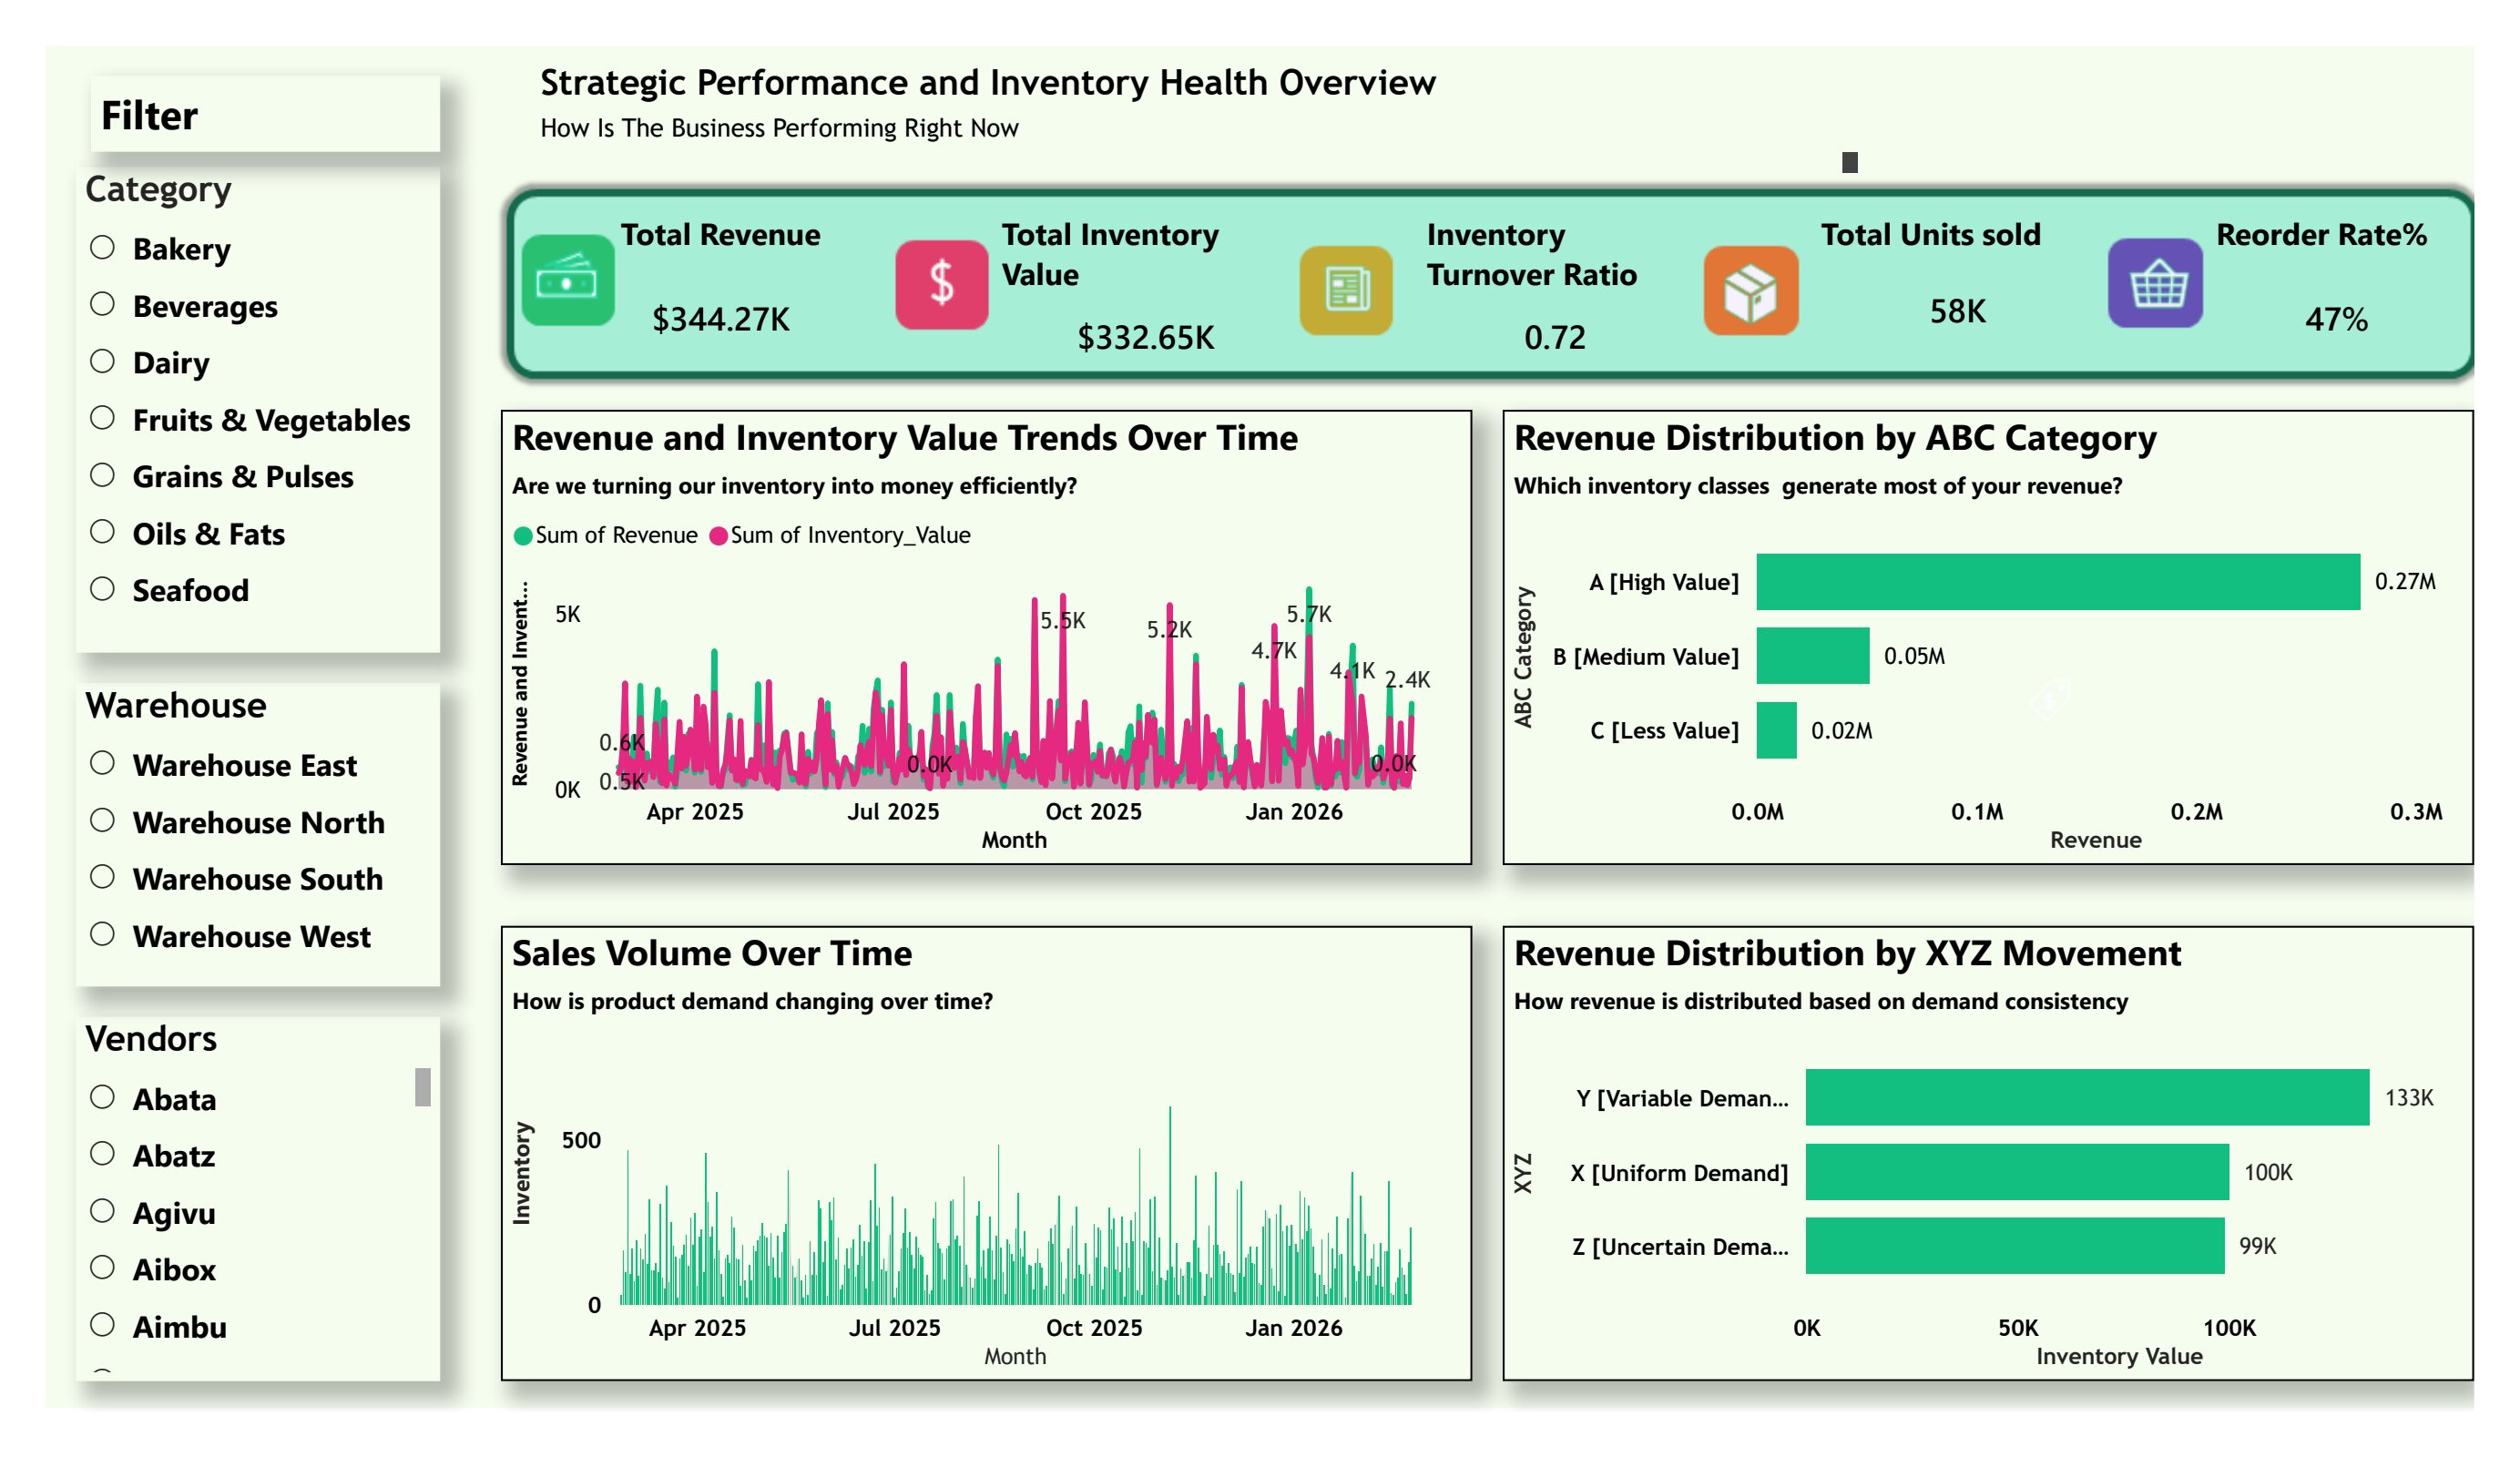 Strategic Performance and Inventory Health Overview
How Is The Business Performing Right Now
Filter
Category
Bakery
Beverages
Dairy
Fruits & Vegetables
Grains & Pulses
Oils & Fats
Seafood
Warehouse
Warehouse East
Warehouse North
Warehouse South
Warehouse West
Vendors
Abata
Abatz
Agivu
Aibox
Aimbu
Total Revenue
$344.27K
Total Inventory
Value
$332.65K
Inventory
Turnover Ratio
0.72
Total Units sold
58K
Reorder Rate%
47%
Revenue and Inventory Value Trends Over Time
Are we turning our inventory into money efficiently?
Sum of Revenue Sum of Inventory_Value
Revenue and Invent...
5K
0K
0.6K
0.5K
0.0K
5.5K
5.2K
4.7K
5.7K
4.1K
2.4K
0.0K
Apr 2025 Jul 2025 Oct 2025 Jan 2026
Month
Revenue Distribution by ABC Category
Which inventory classes generate most of your revenue?
ABC Category
A [High Value] 0.27M
B [Medium Value] 0.05M
C [Less Value] 0.02M
0.0M 0.1M 0.2M 0.3M
Revenue
Sales Volume Over Time
How is product demand changing over time?
Inventory
500
0
Apr 2025 Jul 2025 Oct 2025 Jan 2026
Month
Revenue Distribution by XYZ Movement
How revenue is distributed based on demand consistency
XYZ
Y [Variable Deman... 133K
X [Uniform Demand] 100K
Z [Uncertain Dema... 99K
0K 50K 100K
Inventory Value